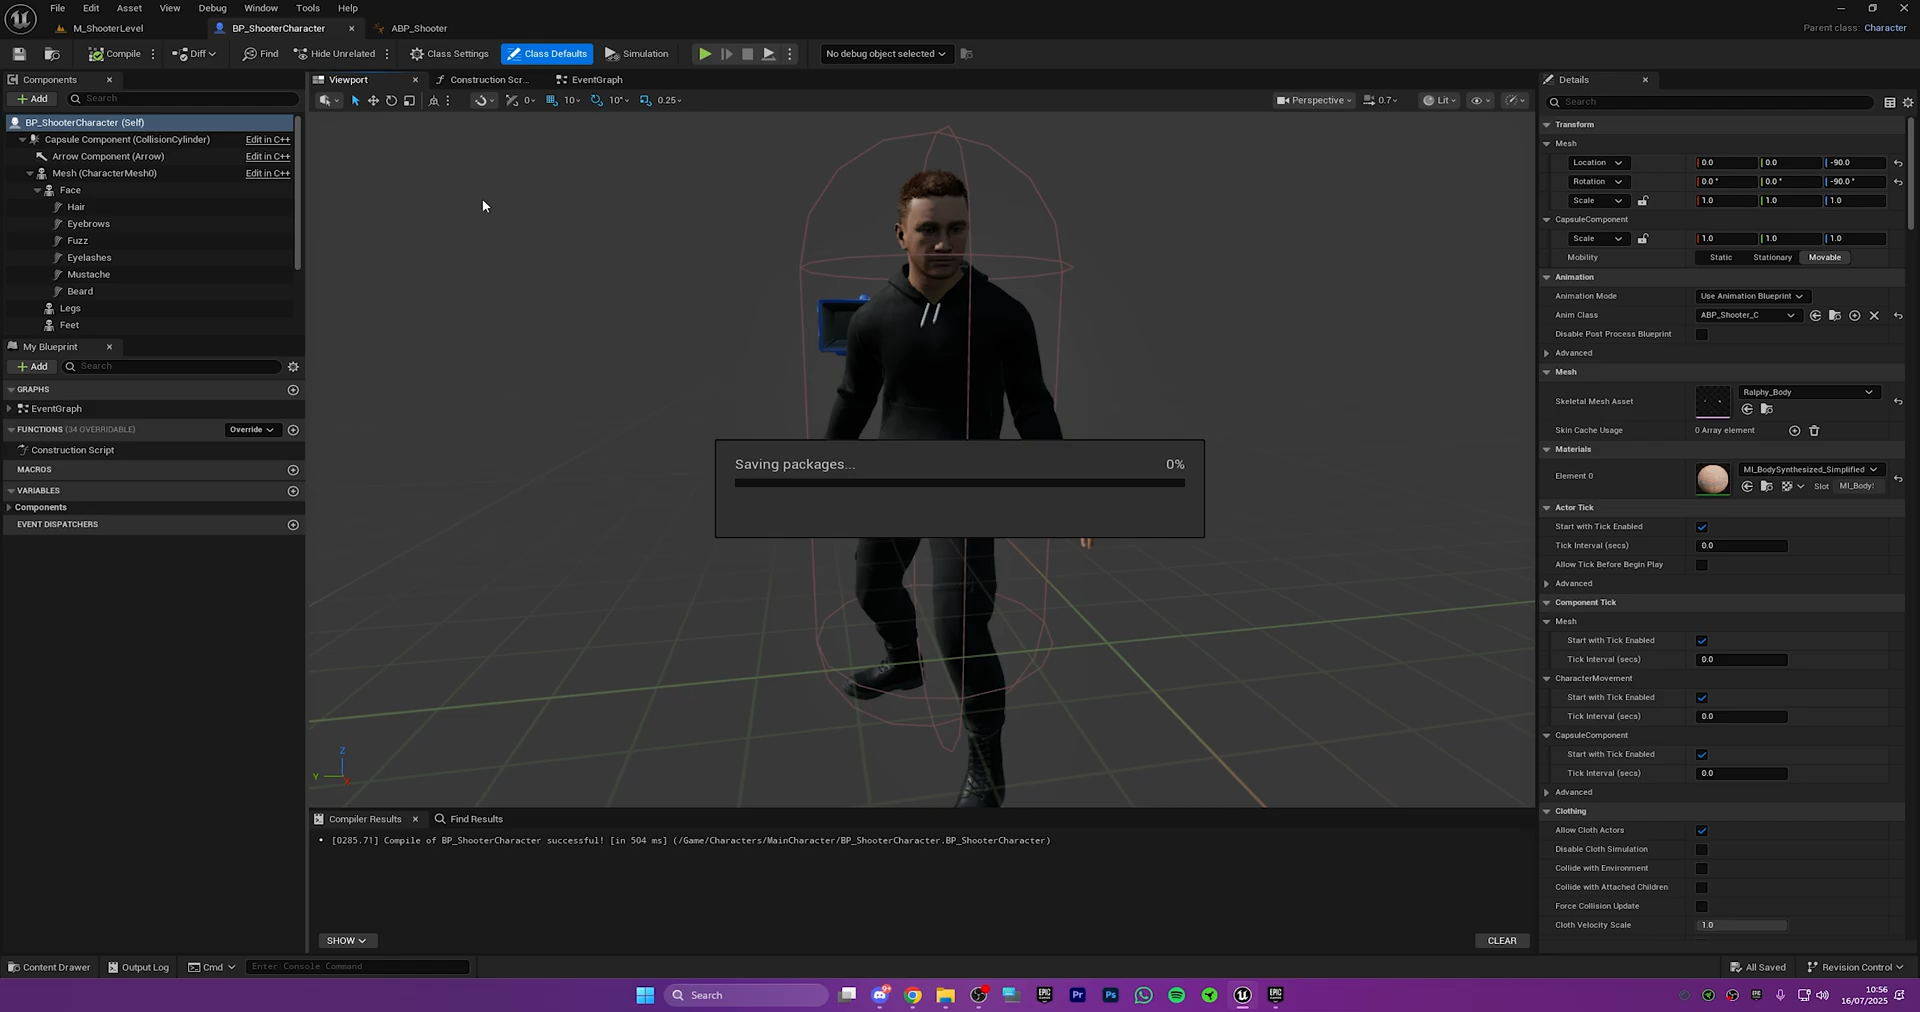 File Edit Asset View Debug Window Tools Help
M_ShooterLevel BP_ShooterCharacter ABP_Shooter Parent class: Character
Compile Diff Find Hide Unrelated Class Settings Class Defaults Simulation No debug object selected
Components
Add Search
BP_ShooterCharacter (Self)
Capsule Component (CollisionCylinder) Edit in C++
Arrow Component (Arrow) Edit in C++
Mesh (CharacterMesh0) Edit in C++
Face
Hair
Eyebrows
Fuzz
Eyelashes
Mustache
Beard
Legs
Feet
My Blueprint
Add Search
GRAPHS
EventGraph
FUNCTIONS (34 OVERRIDABLE) Override
Construction Script
MACROS
VARIABLES
Components
EVENT DISPATCHERS
Viewport Construction Scr... EventGraph
0 10 10° 0.25 Perspective 0.7 Lit
Saving packages... 0%
Z
Y X
Compiler Results Find Results
• [0285.71] Compile of BP_ShooterCharacter successful! [in 504 ms] (/Game/Characters/MainCharacter/BP_ShooterCharacter.BP_ShooterCharacter)
SHOW CLEAR
Details
Search
Transform
Mesh
Location 0.0 0.0 -90.0
Rotation 0.0 ° 0.0 ° -90.0 °
Scale 1.0 1.0 1.0
CapsuleComponent
Scale 1.0 1.0 1.0
Mobility Static Stationary Movable
Animation
Animation Mode Use Animation Blueprint
Anim Class ABP_Shooter_C
Disable Post Process Blueprint
Advanced
Mesh
Skeletal Mesh Asset Ralphy_Body
Skin Cache Usage 0 Array element
Materials
Element 0 MI_BodySynthesized_Simplified
Slot MI_Body!
Actor Tick
Start with Tick Enabled
Tick Interval (secs) 0.0
Allow Tick Before Begin Play
Advanced
Component Tick
Mesh
Start with Tick Enabled
Tick Interval (secs) 0.0
CharacterMovement
Start with Tick Enabled
Tick Interval (secs) 0.0
CapsuleComponent
Start with Tick Enabled
Tick Interval (secs) 0.0
Advanced
Clothing
Allow Cloth Actors
Disable Cloth Simulation
Collide with Environment
Collide with Attached Children
Force Collision Update
Cloth Velocity Scale 1.0
Content Drawer Output Log Cmd Enter Console Command All Saved Revision Control
Search EPIC GAMES Pr Ps 10:56
16/07/2025